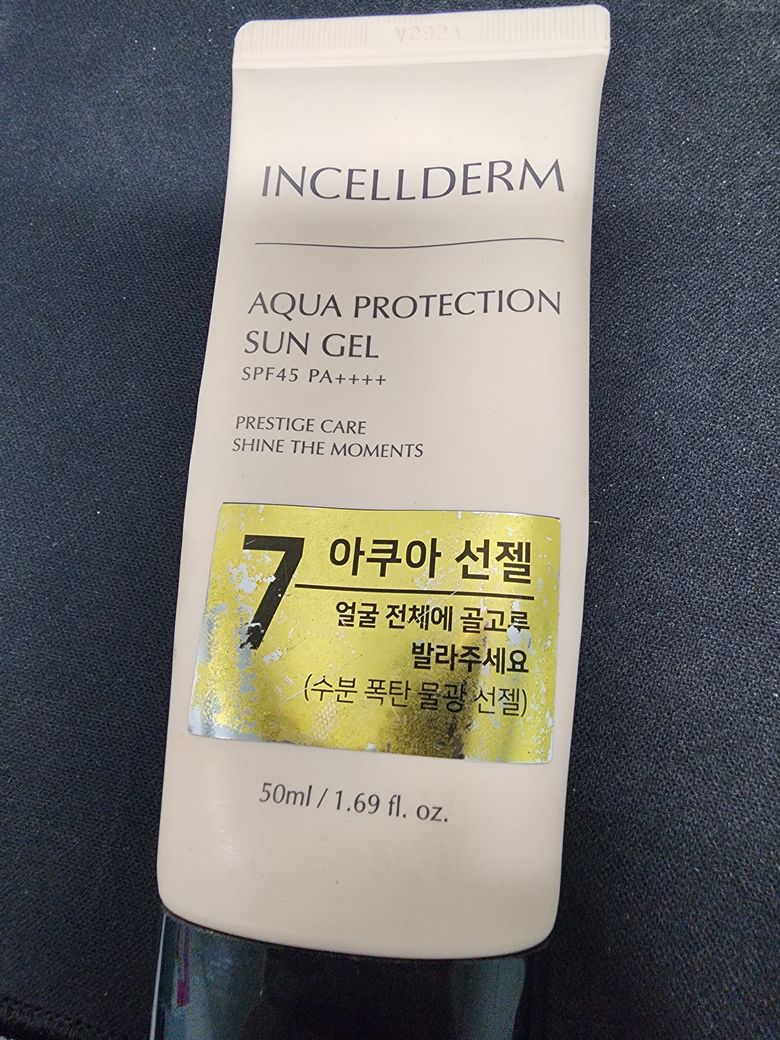 INCELLDERM
AQUA PROTECTION
SUN GEL
SPF45 PA++++
PRESTIGE CARE
SHINE THE MOMENTS
7
아쿠아 선젤
얼굴 전체에 골고루
발라주세요
(수분 폭탄 물광 선젤)
50ml / 1.69 fl. oz.